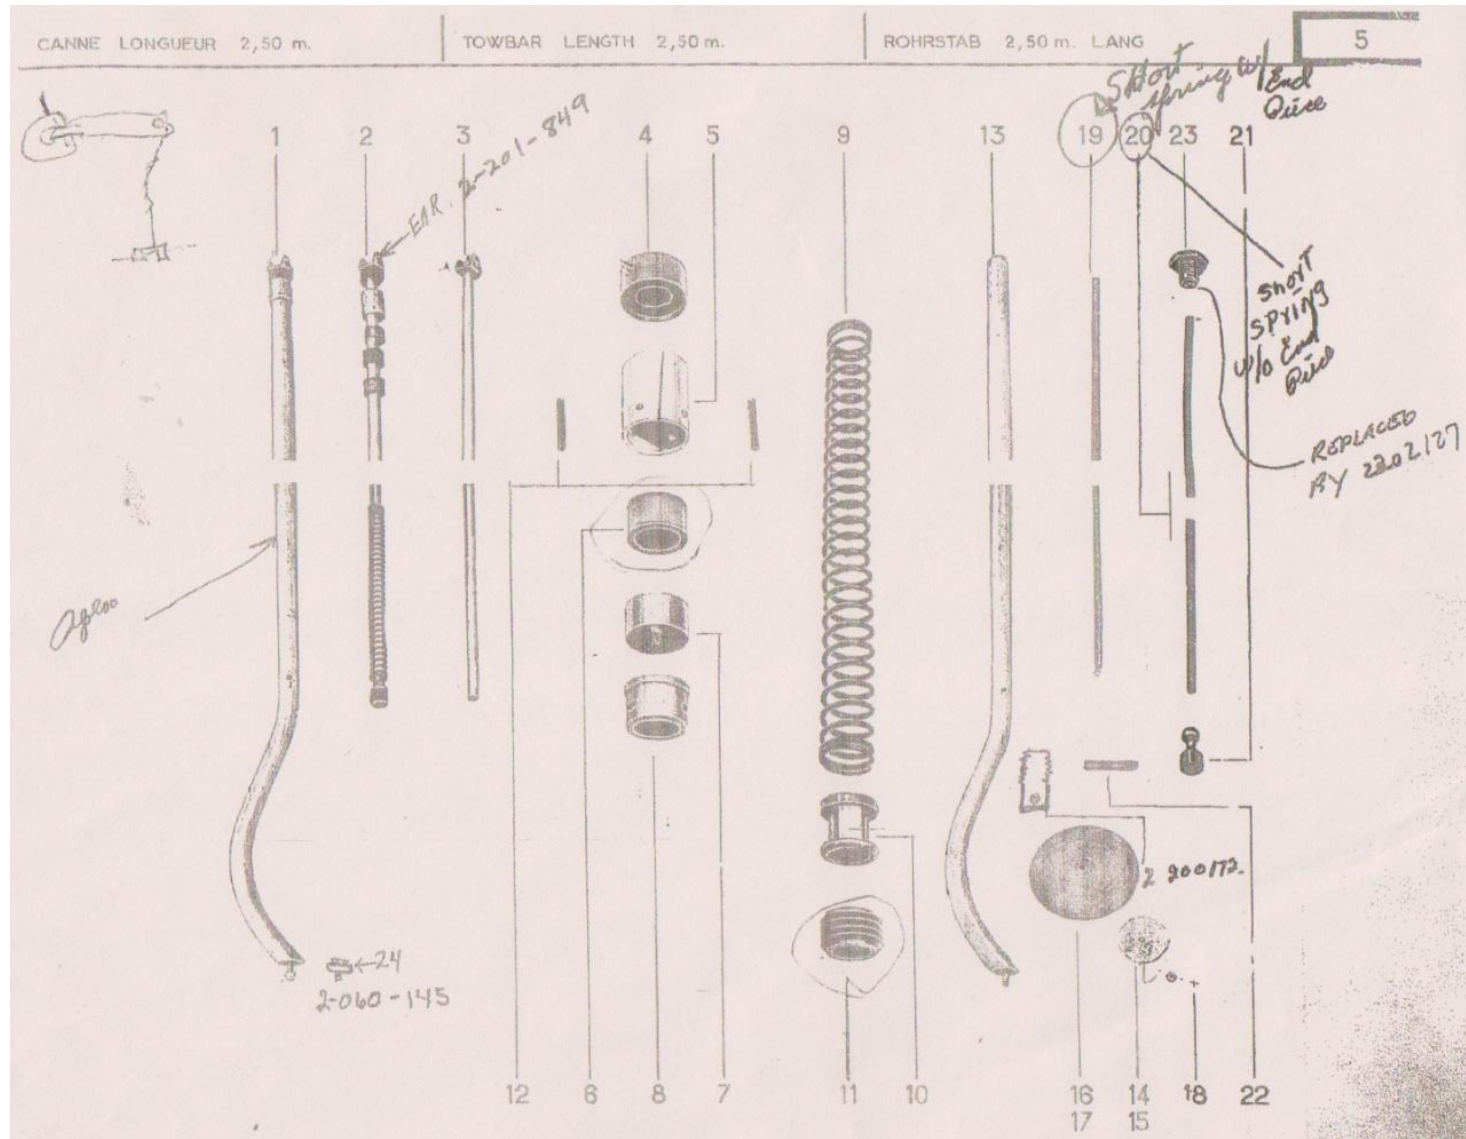 CANNE LONGUEUR 2,50 m. TOWBAR LENGTH 2,50 m. ROHRSTAB 2,50 m. LANG 5
Short
spring w/
End
Piece
1 2 3 4 5 9 13 19 20 23 21
EAR. 2-201-849
Short
Spring
w/o End
Piece
REPLACED
BY 2202127
2 200172.
←24
2-060-145
12 6 8 7 11 10 16 14 18 22
17 15